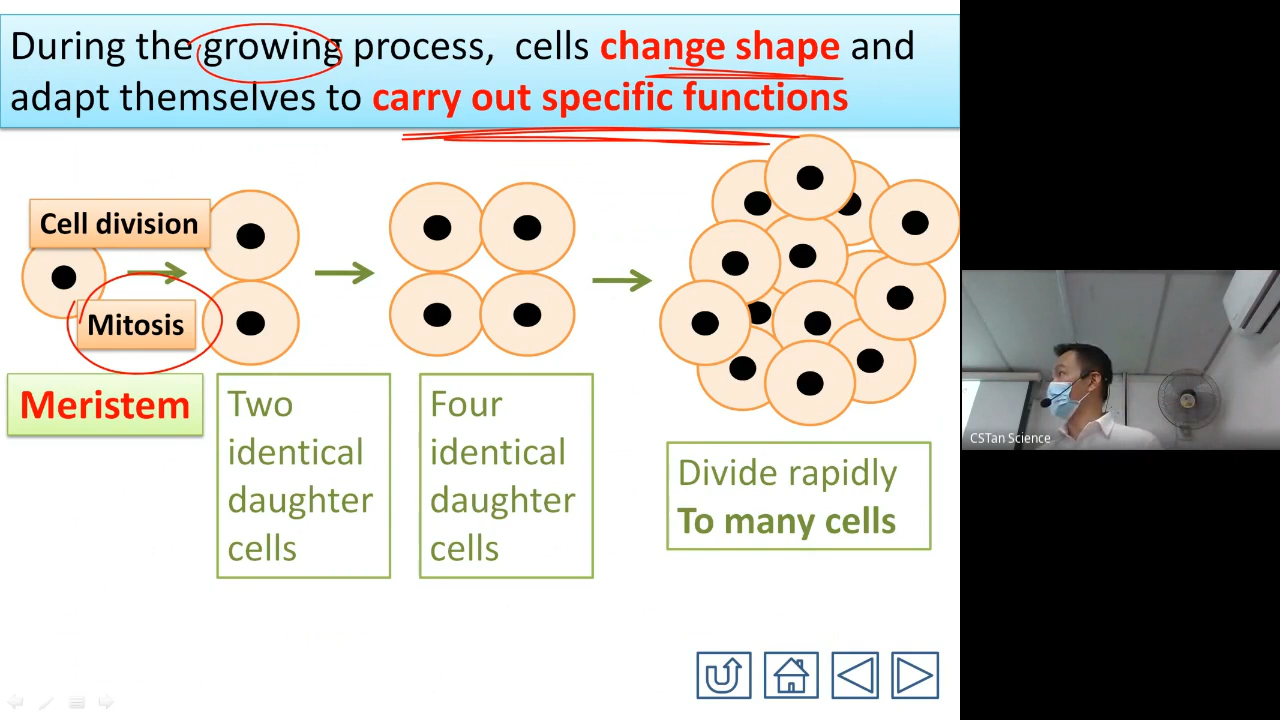 During the growing process, cells change shape and
adapt themselves to carry out specific functions
Cell division
Mitosis
Meristem
Two
identical
daughter
cells
Four
identical
daughter
cells
Divide rapidly
To many cells
CSTan Science